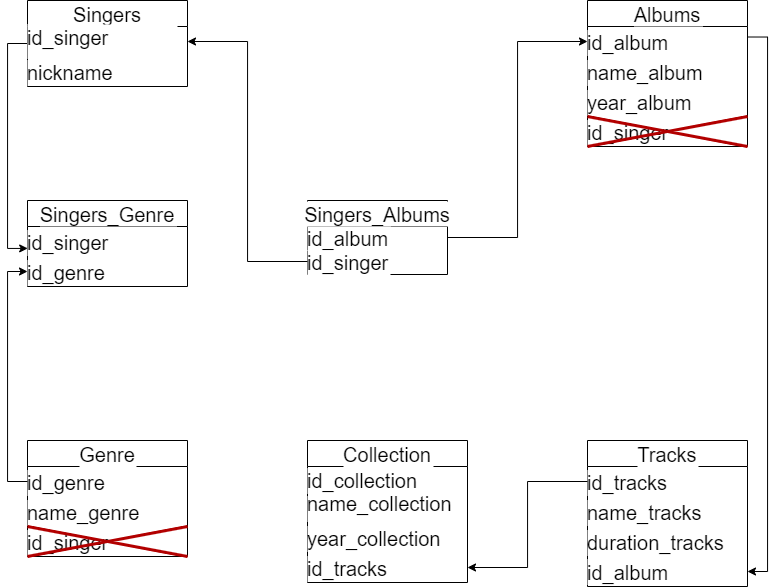 Singers
id_singer
nickname
Albums
id_album
name_album
year_album
id_singer
Singers_Genre
id_singer
id_genre
Singers_Albums
id_album
id_singer
Genre
id_genre
name_genre
id_singer
Collection
id_collection
name_collection
year_collection
id_tracks
Tracks
id_tracks
name_tracks
duration_tracks
id_album